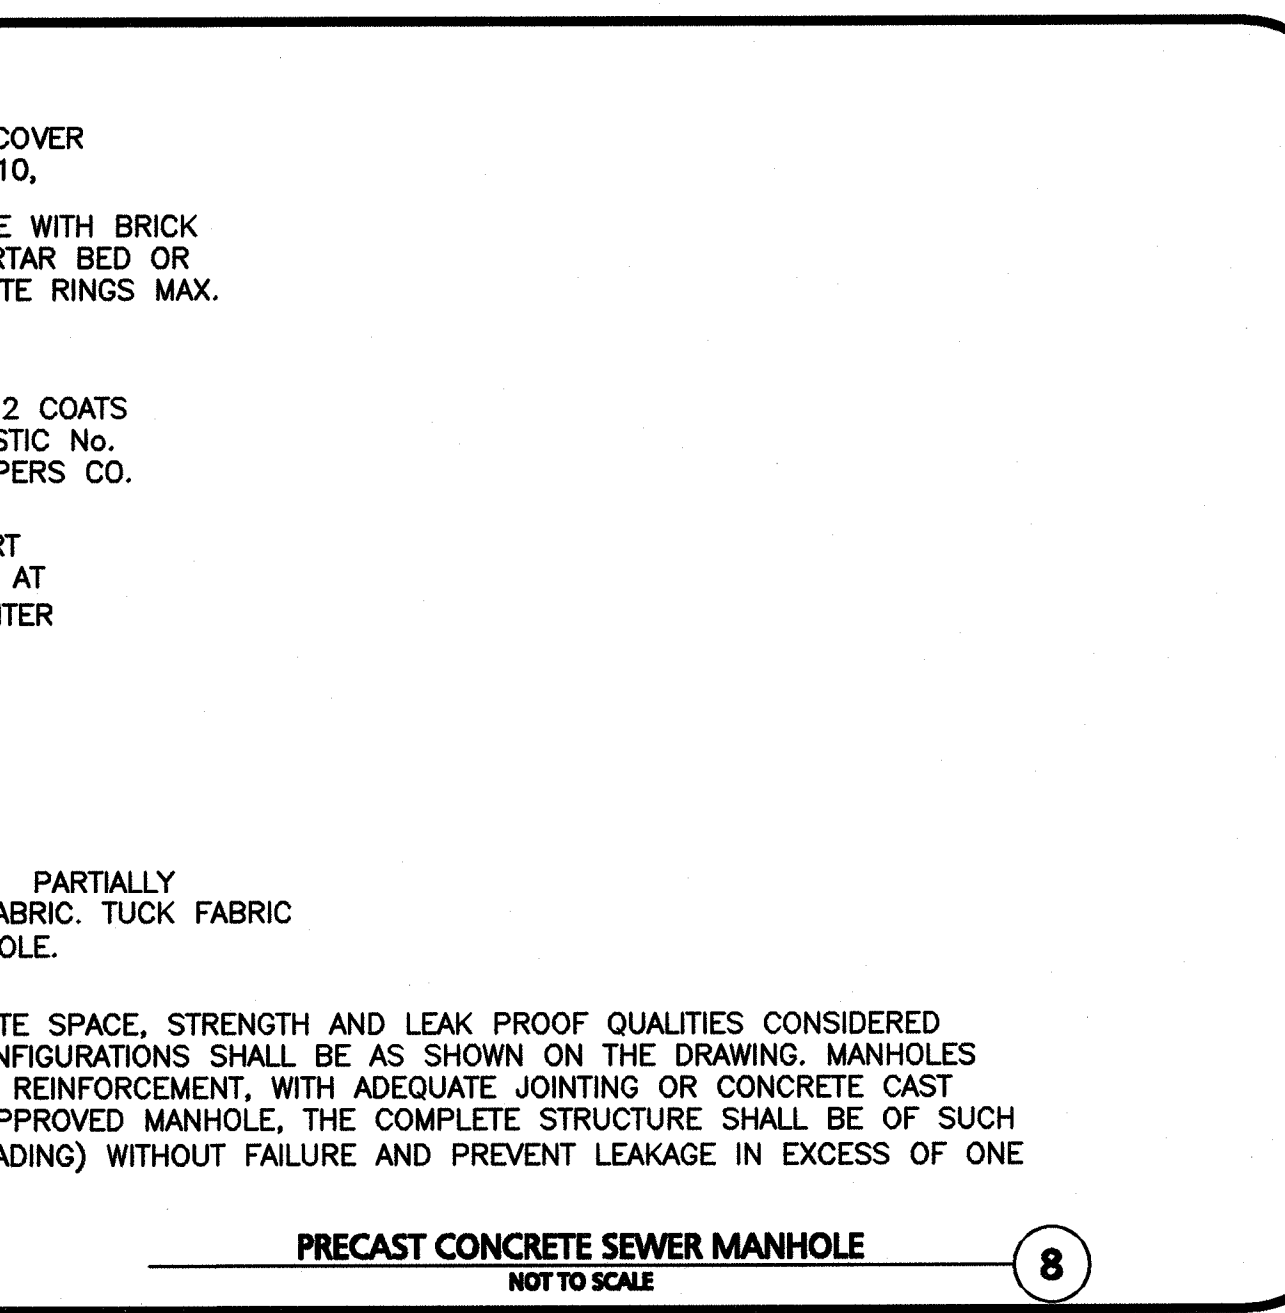 COVER
10,
E WITH BRICK
RTAR BED OR
TE RINGS MAX.
2 COATS
STIC No.
PERS CO.
RT
AT
NTER
PARTIALLY
ABRIC. TUCK FABRIC
OLE.
TE SPACE, STRENGTH AND LEAK PROOF QUALITIES CONSIDERED
NFIGURATIONS SHALL BE AS SHOWN ON THE DRAWING. MANHOLES
REINFORCEMENT, WITH ADEQUATE JOINTING OR CONCRETE CAST
PPROVED MANHOLE, THE COMPLETE STRUCTURE SHALL BE OF SUCH
ADING) WITHOUT FAILURE AND PREVENT LEAKAGE IN EXCESS OF ONE
PRECAST CONCRETE SEWER MANHOLE
NOT TO SCALE
8